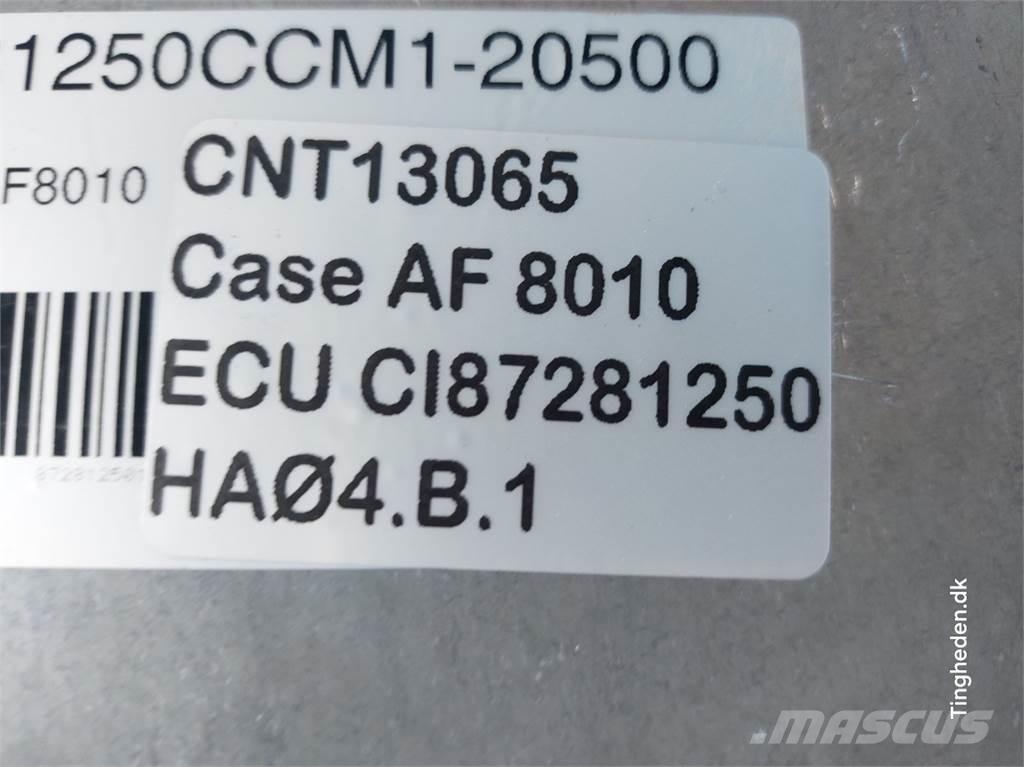 1250CCM1-20500
F8010
CNT13065
Case AF 8010
ECU CI87281250
HAØ4.B.1
Tingheden.dk
MASCUS